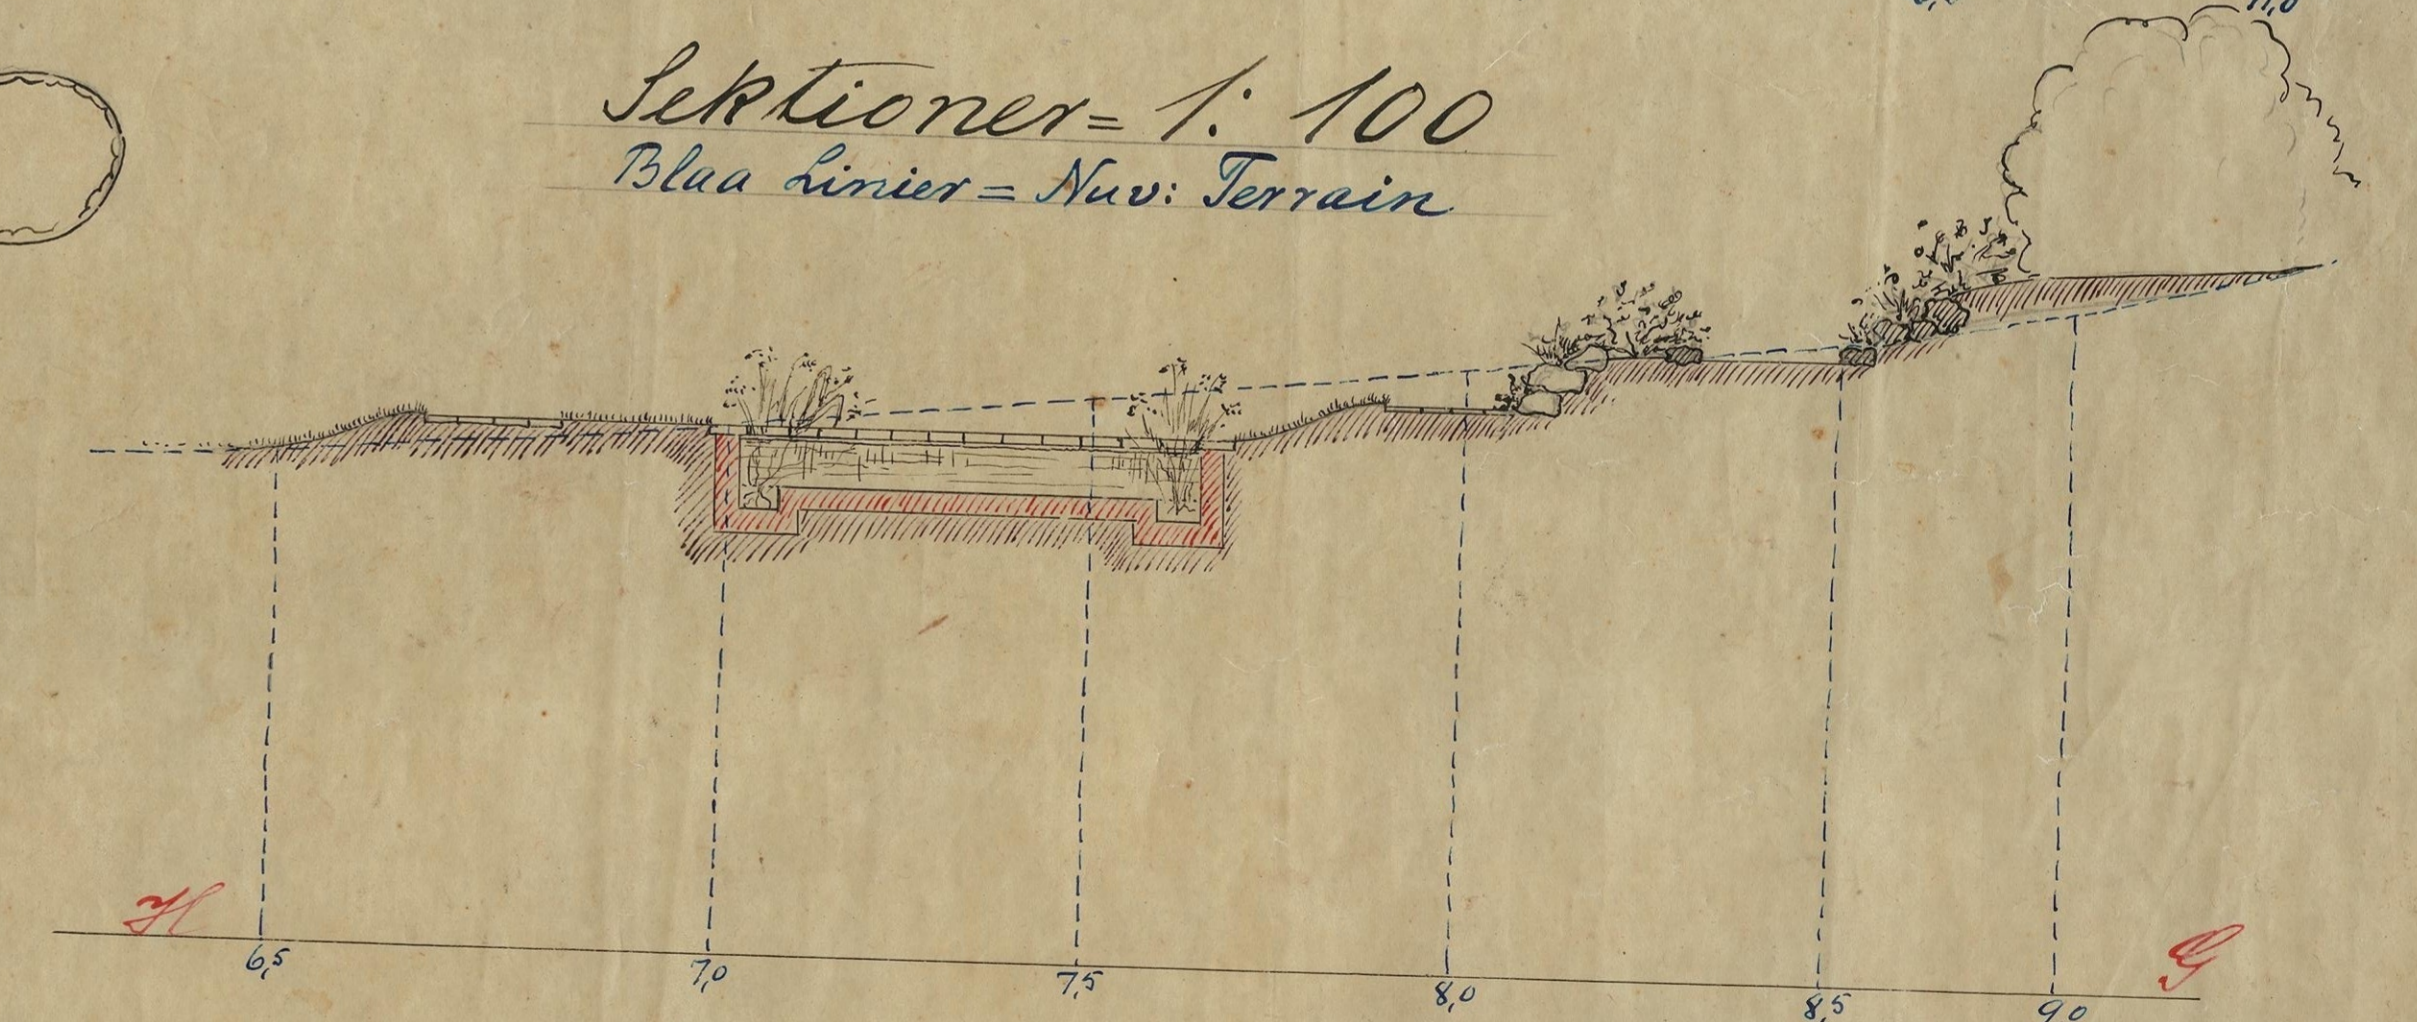 Sektioner = 1: 100
Blaa Linier = Nuv: Terrain
H
G
6,5
7,0
7,5
8,0
8,5
9,0